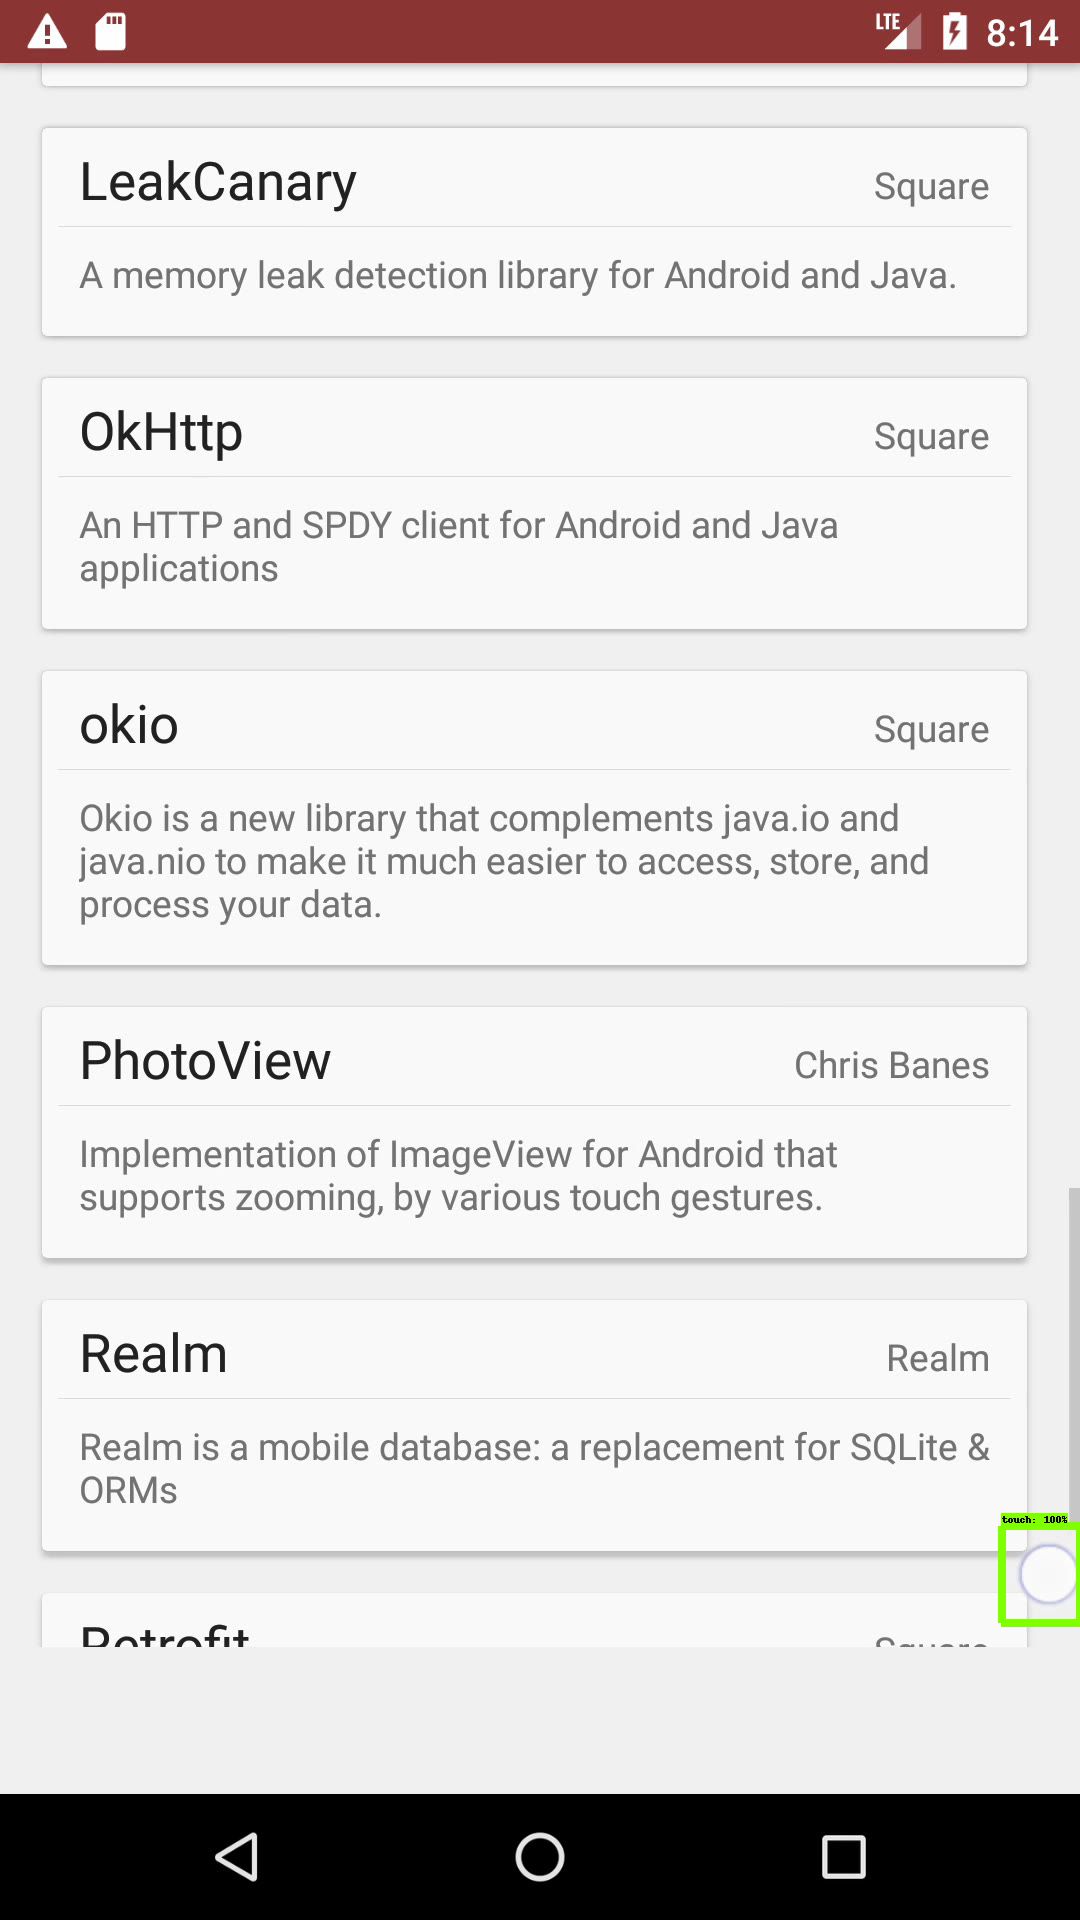 8:14
LTE
LeakCanary
Square
A memory leak detection library for Android and Java.
OkHttp
Square
An HTTP and SPDY client for Android and Java
applications
okio
Square
Okio is a new library that complements java.io and
java.nio to make it much easier to access, store, and
process your data.
PhotoView
Chris Banes
Implementation of ImageView for Android that
supports zooming, by various touch gestures.
Realm
Realm
Realm is a mobile database: a replacement for SQLite &
ORMs
touch: 100%
Retrofit
Square